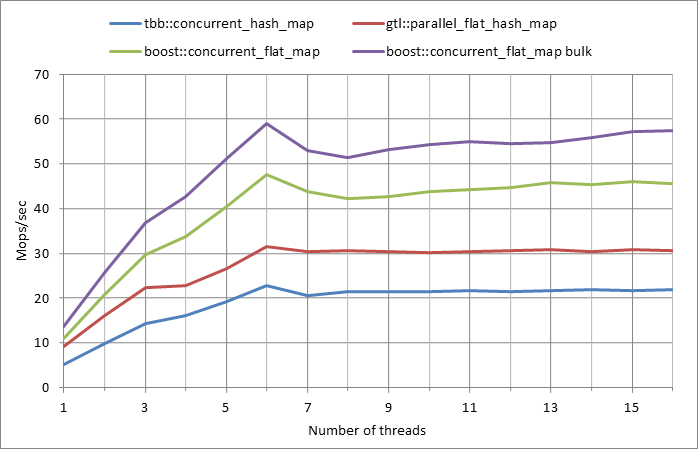 tbb::concurrent_hash_map gtl::parallel_flat_hash_map
boost::concurrent_flat_map boost::concurrent_flat_map bulk
70
60
50
40
30
20
10
0
Mops/sec
1 3 5 7 9 11 13 15
Number of threads